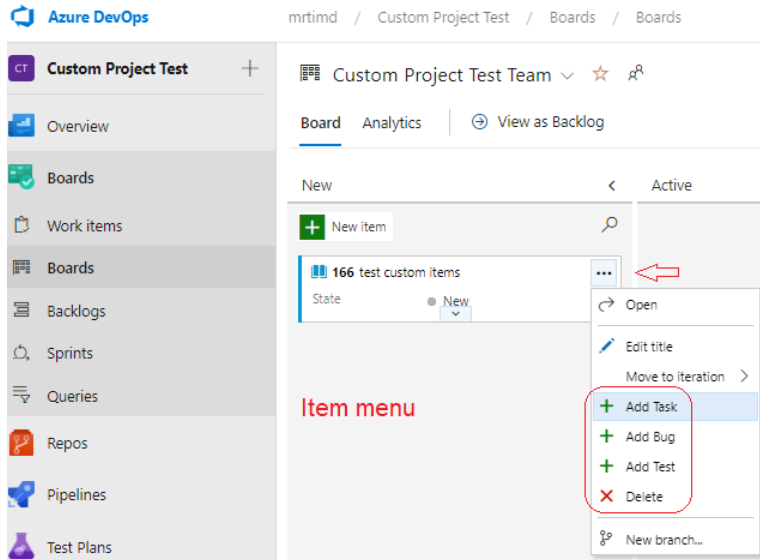 Azure DevOps
mrtimd / Custom Project Test / Boards / Boards
CT Custom Project Test
Custom Project Test Team
Overview
Board Analytics View as Backlog
Boards
New Active
Work items
New item
Boards
166 test custom items
State New
Open
Backlogs
Edit title
Sprints
Move to iteration
Queries
Item menu
Add Task
Add Bug
Repos
Add Test
Pipelines
Delete
New branch...
Test Plans